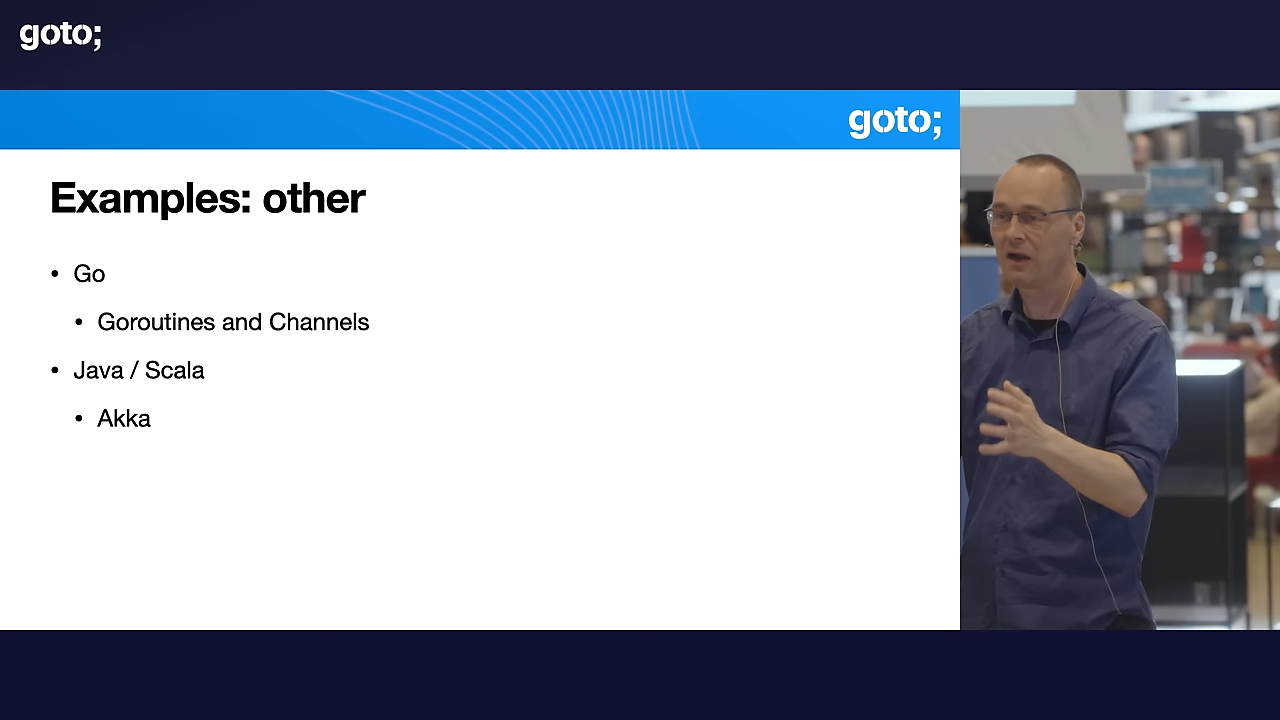 goto;
goto;
Examples: other
• Go
• Goroutines and Channels
• Java / Scala
• Akka